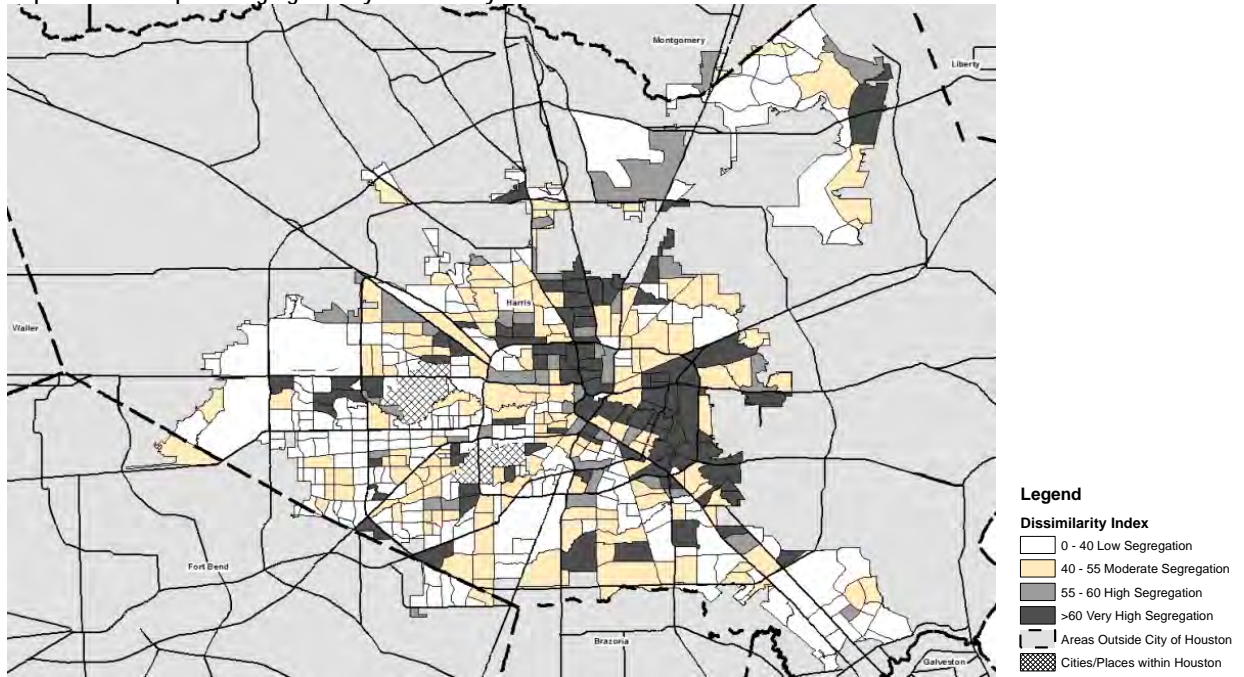 Montgomery
Liberty
Harris
Waller
Fort Bend
Brazoria
Galveston
Legend
Dissimilarity Index
0 - 40 Low Segregation
40 - 55 Moderate Segregation
55 - 60 High Segregation
>60 Very High Segregation
Areas Outside City of Houston
Cities/Places within Houston